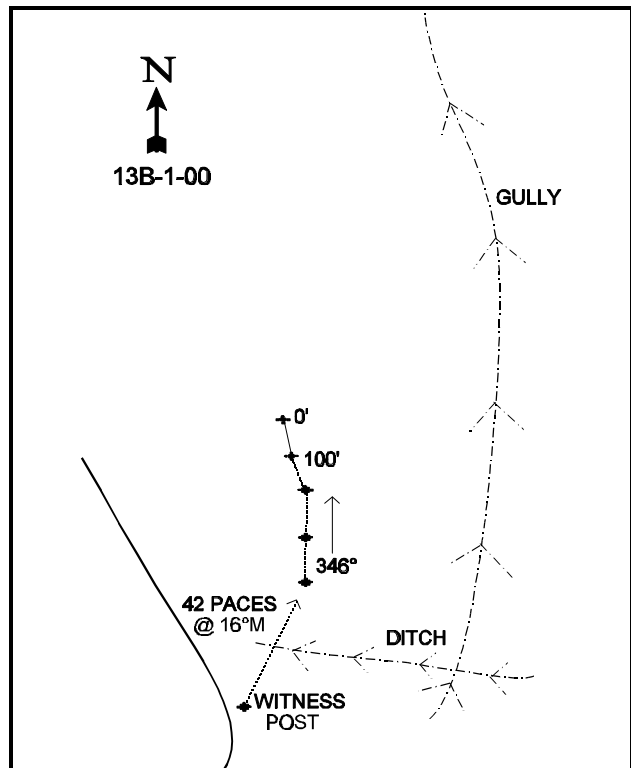 N
13B-1-00
GULLY
0'
100'
346°
42 PACES
@ 16°M
DITCH
WITNESS
POST